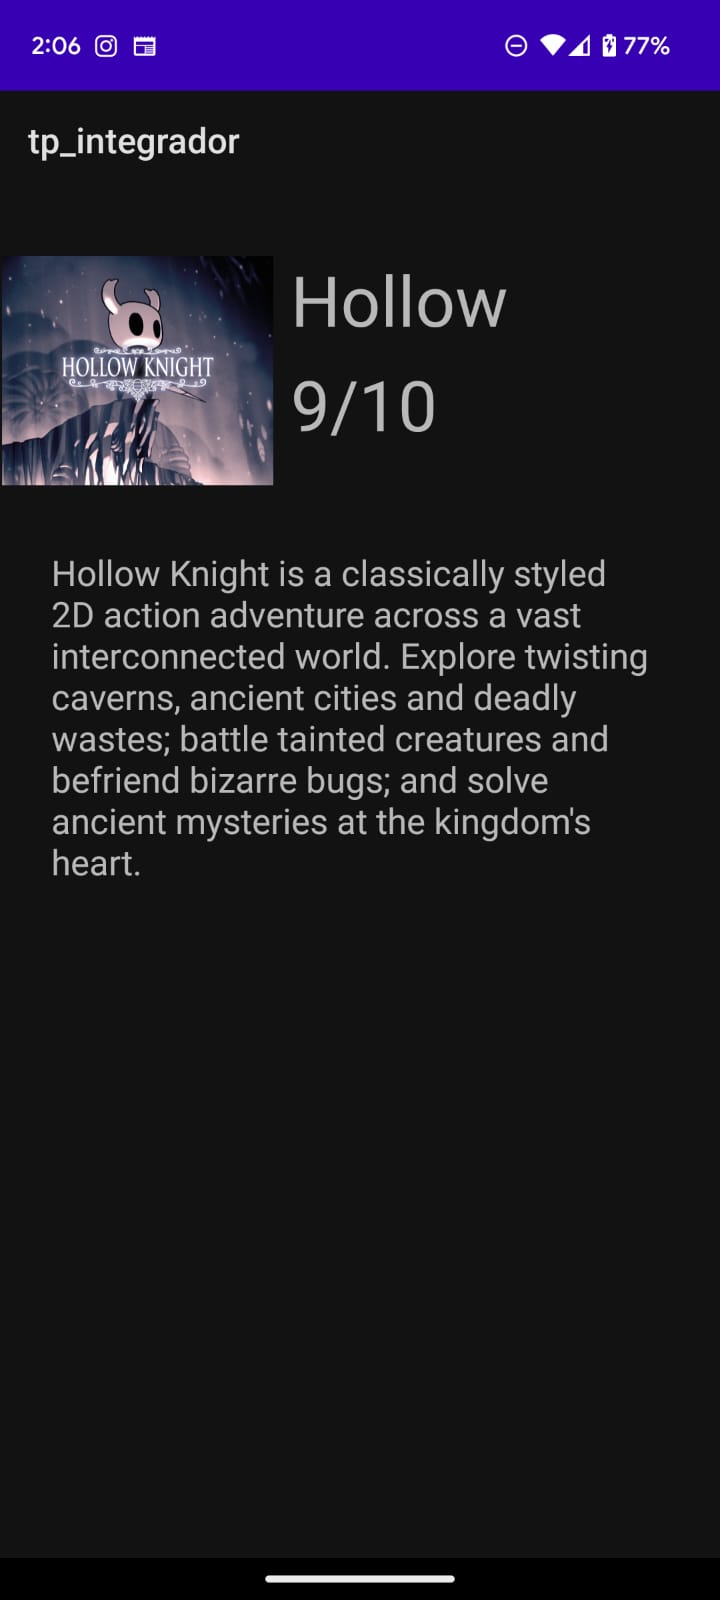 2:06
77%
tp_integrador
HOLLOW KNIGHT
Hollow
9/10
Hollow Knight is a classically styled
2D action adventure across a vast
interconnected world. Explore twisting
caverns, ancient cities and deadly
wastes; battle tainted creatures and
befriend bizarre bugs; and solve
ancient mysteries at the kingdom's
heart.